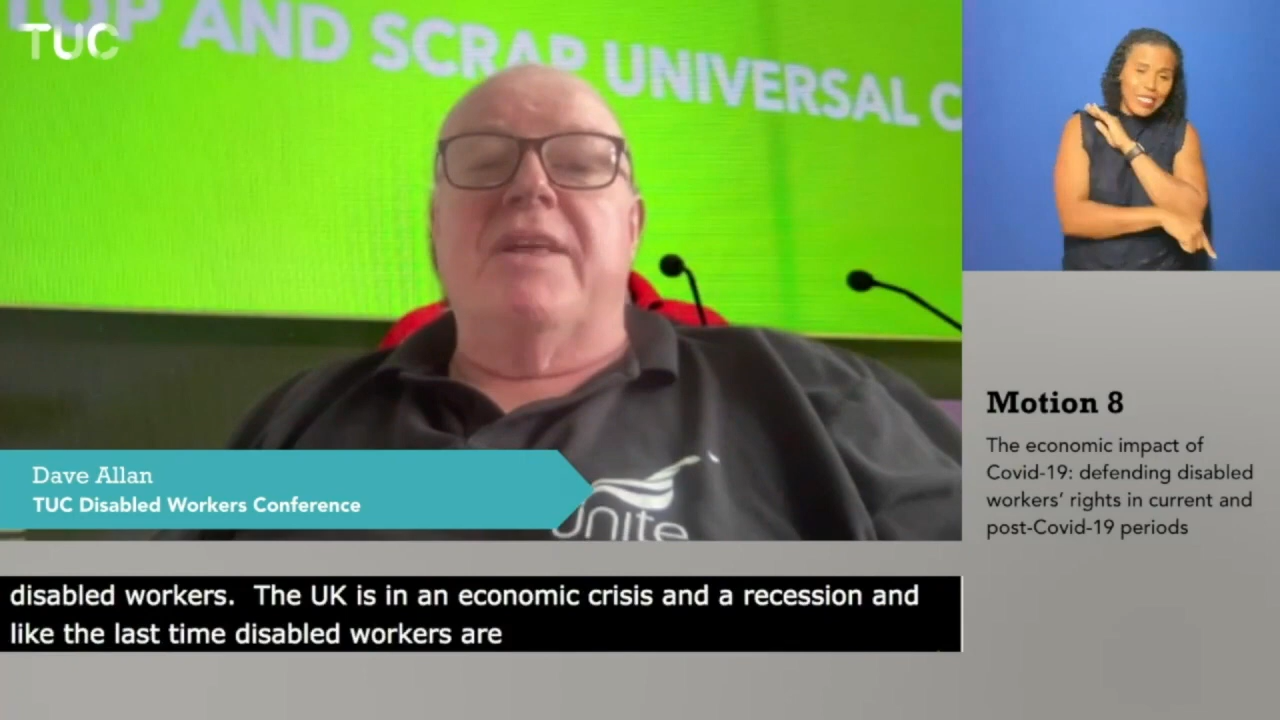 TUC
TOP AND SCRAP UNIVERSAL C
Dave Allan
TUC Disabled Workers Conference
unite
Motion 8
The economic impact of
Covid-19: defending disabled
workers’ rights in current and
post-Covid-19 periods
disabled workers.  The UK is in an economic crisis and a recession and
like the last time disabled workers are